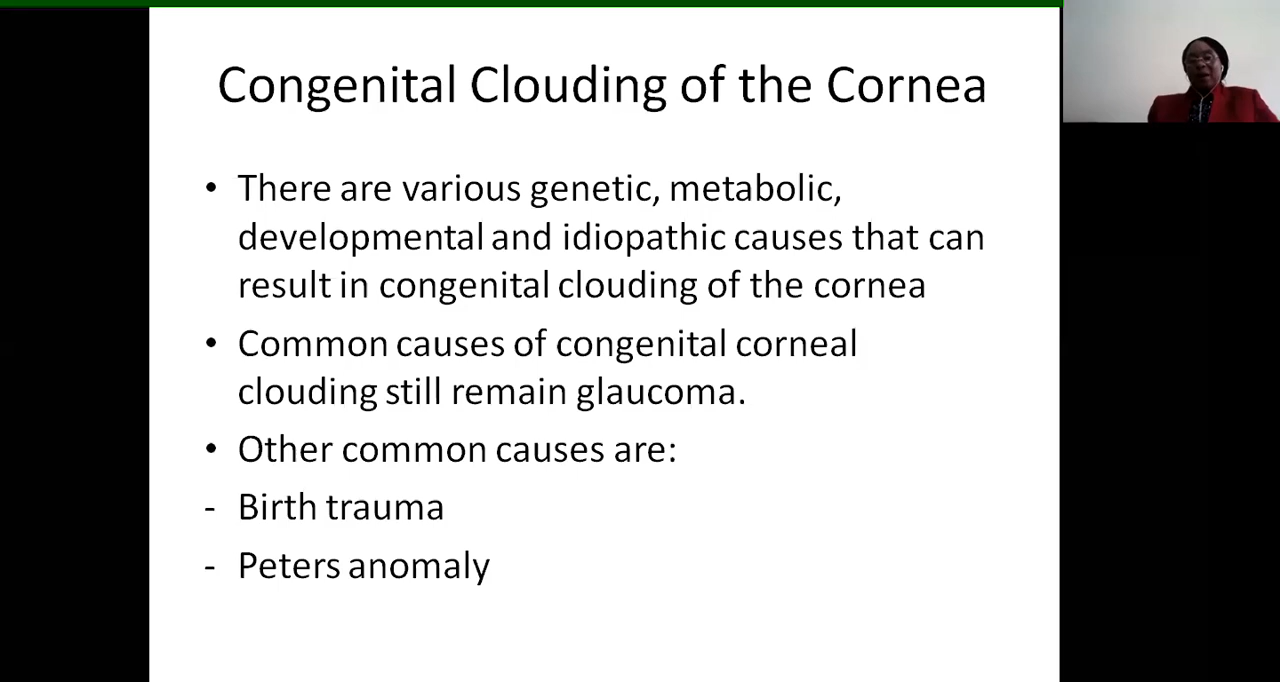 Congenital Clouding of the Cornea
• There are various genetic, metabolic,
developmental and idiopathic causes that can
result in congenital clouding of the cornea
• Common causes of congenital corneal
clouding still remain glaucoma.
• Other common causes are:
- Birth trauma
- Peters anomaly